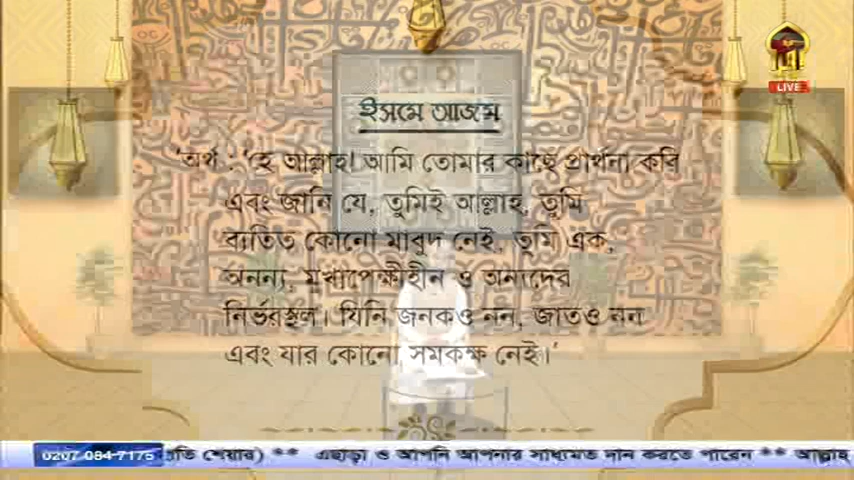 ইসমে আজম
'অর্থ : 'হে আল্লাহ! আমি তোমার কাছে প্রার্থনা করি
এবং জানি যে, তুমিই আল্লাহ, তুমি
ব্যতিত কোনো মাবুদ নেই, তুমি এক,
অনন্য, মুখাপেক্ষীহীন ও অন্যদের
নির্ভরস্থল। যিনি জনকও নন, জাতও নন
এবং যার কোনো সমকক্ষ নেই।'
LIVE
0207-084-7175 প্রতি শেয়ার) ** এছাড়া ও আপনি আপনার সাধ্যমত দান করতে পারেন ** আল্লাহ